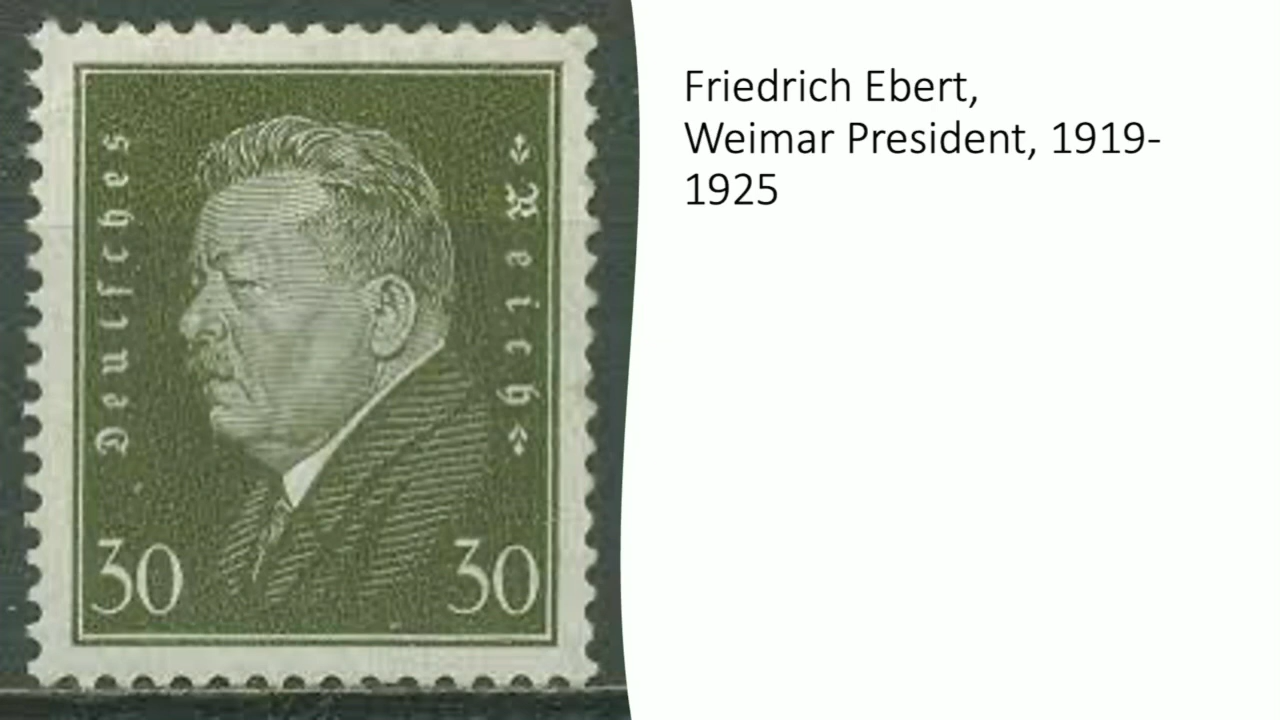 Deutsches
Reich
30
30
Friedrich Ebert,
Weimar President, 1919-
1925